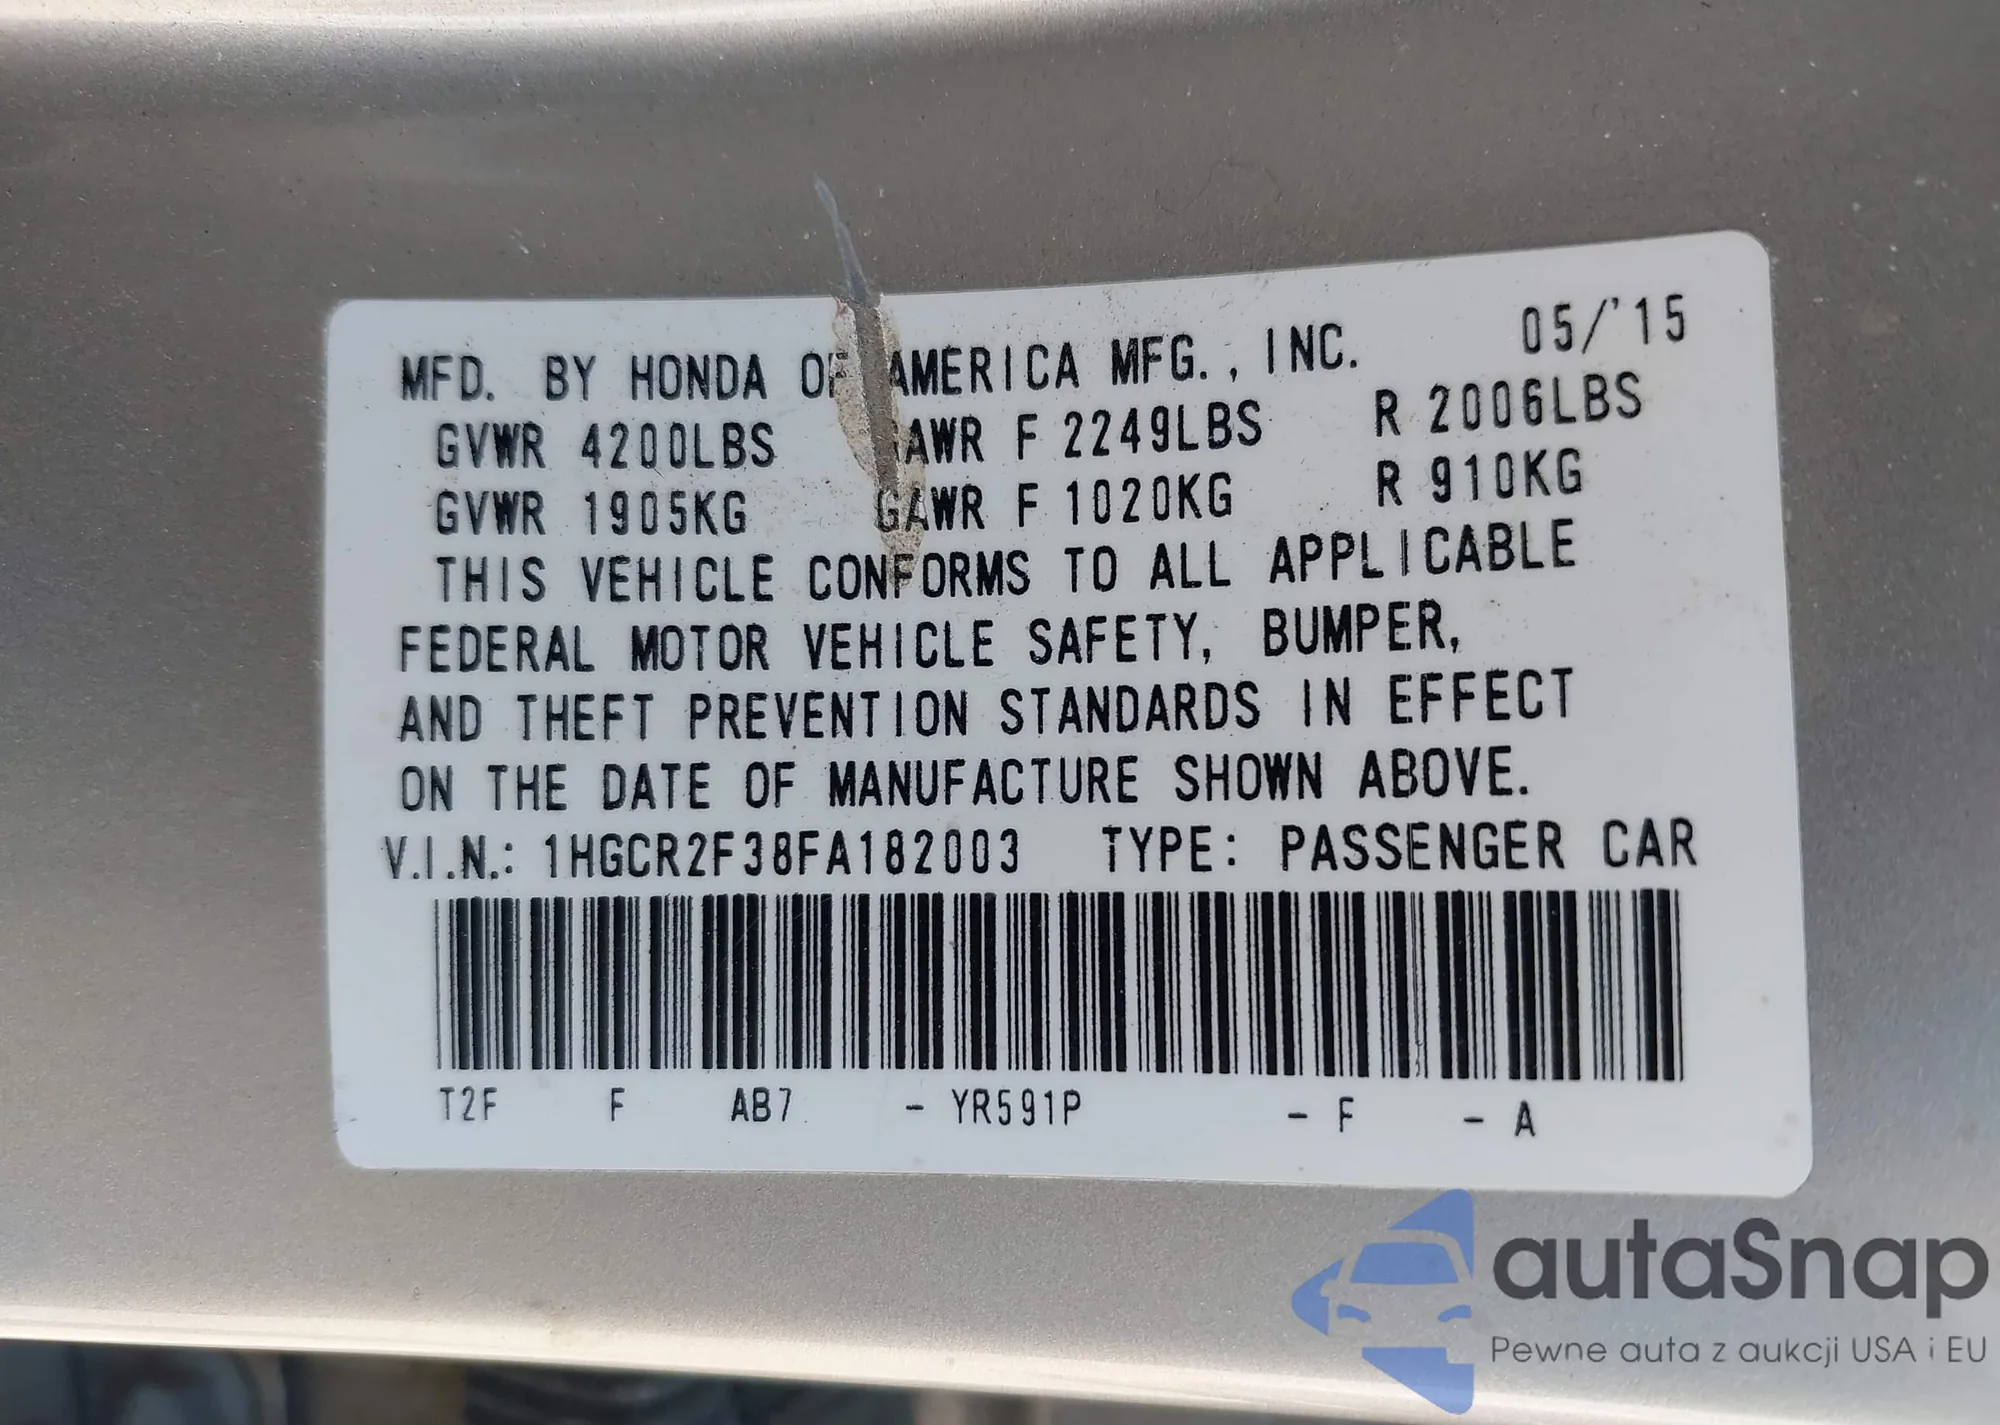 05/'15
MFD. BY HONDA OF AMERICA MFG., INC.
GVWR 4200LBS GAWR F 2249LBS R 2006LBS
GVWR 1905KG GAWR F 1020KG R 910KG
THIS VEHICLE CONFORMS TO ALL APPLICABLE
FEDERAL MOTOR VEHICLE SAFETY, BUMPER,
AND THEFT PREVENTION STANDARDS IN EFFECT
ON THE DATE OF MANUFACTURE SHOWN ABOVE.
V.I.N.: 1HGCR2F38FA182003 TYPE: PASSENGER CAR
T2F F AB7 - YR591P - F - A
autaSnap
Pewne auta z aukcji USA i EU